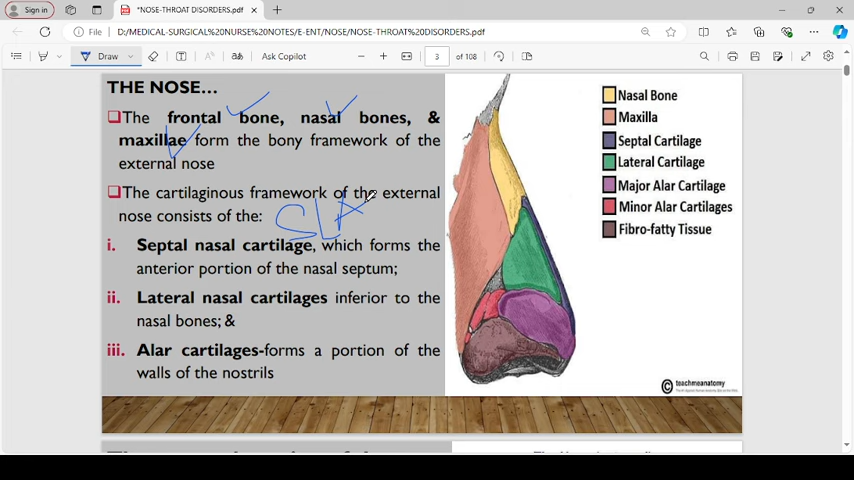 Sign in
*NOSE-THROAT DISORDERS.pdf
File
D:/MEDICAL-SURGICAL%20NURSE%20NOTES/E-ENT/NOSE/NOSE-THROAT%20DISORDERS.pdf
Draw
Ask Copilot
3 of 108
THE NOSE…
The frontal bone, nasal bones, &
maxillae form the bony framework of the
external nose
The cartilaginous framework of the external
nose consists of the:
SLA
i. Septal nasal cartilage, which forms the
anterior portion of the nasal septum;
ii. Lateral nasal cartilages inferior to the
nasal bones; &
iii. Alar cartilages-forms a portion of the
walls of the nostrils
Nasal Bone
Maxilla
Septal Cartilage
Lateral Cartilage
Major Alar Cartilage
Minor Alar Cartilages
Fibro-fatty Tissue
teachmeanatomy